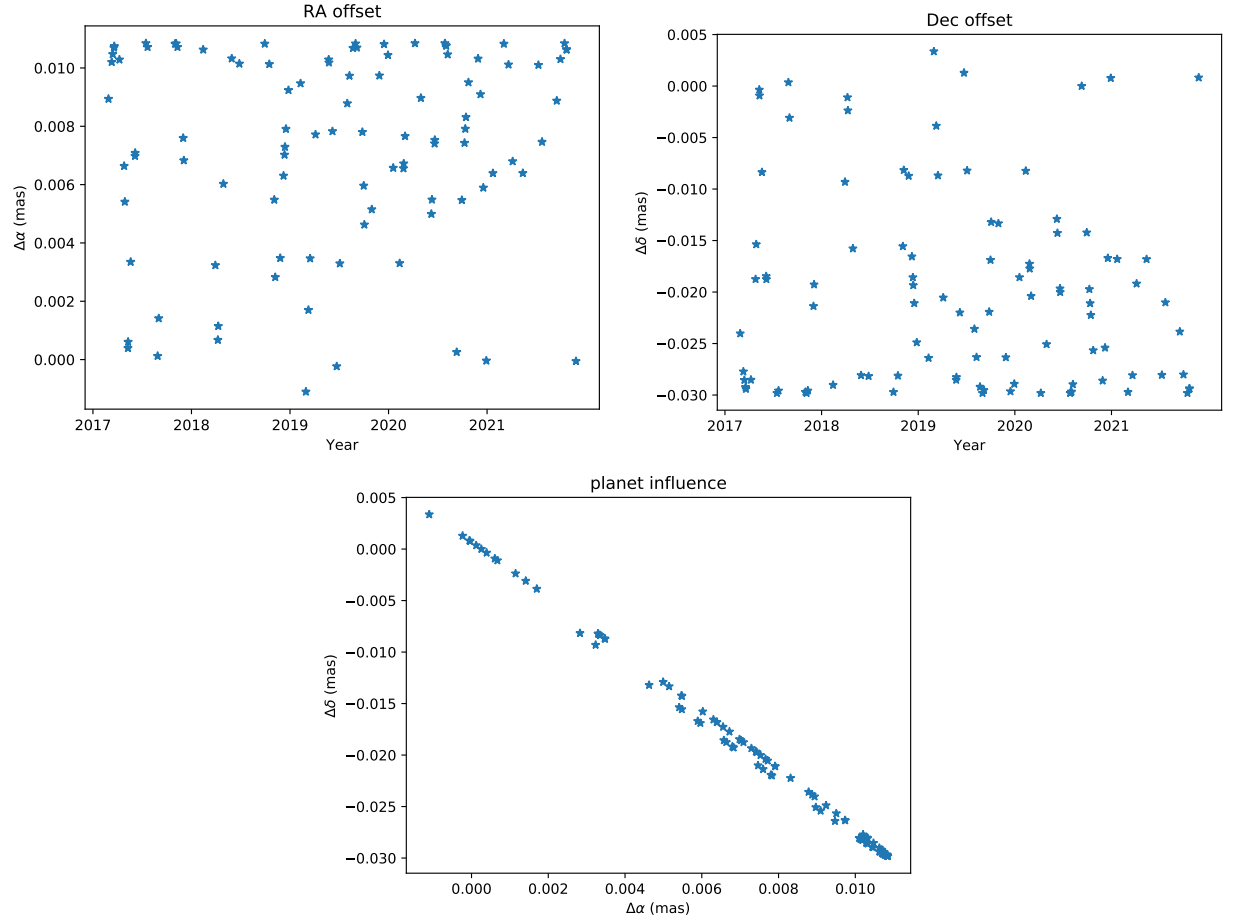 RA offset
0.010
0.008
0.006
0.004
0.002
0.000
Δα (mas)
2017 2018 2019 2020 2021
Year
Dec offset
0.005
0.000
−0.005
−0.010
−0.015
−0.020
−0.025
−0.030
Δδ (mas)
2017 2018 2019 2020 2021
Year
planet influence
0.005
0.000
−0.005
−0.010
−0.015
−0.020
−0.025
−0.030
Δδ (mas)
0.000 0.002 0.004 0.006 0.008 0.010
Δα (mas)